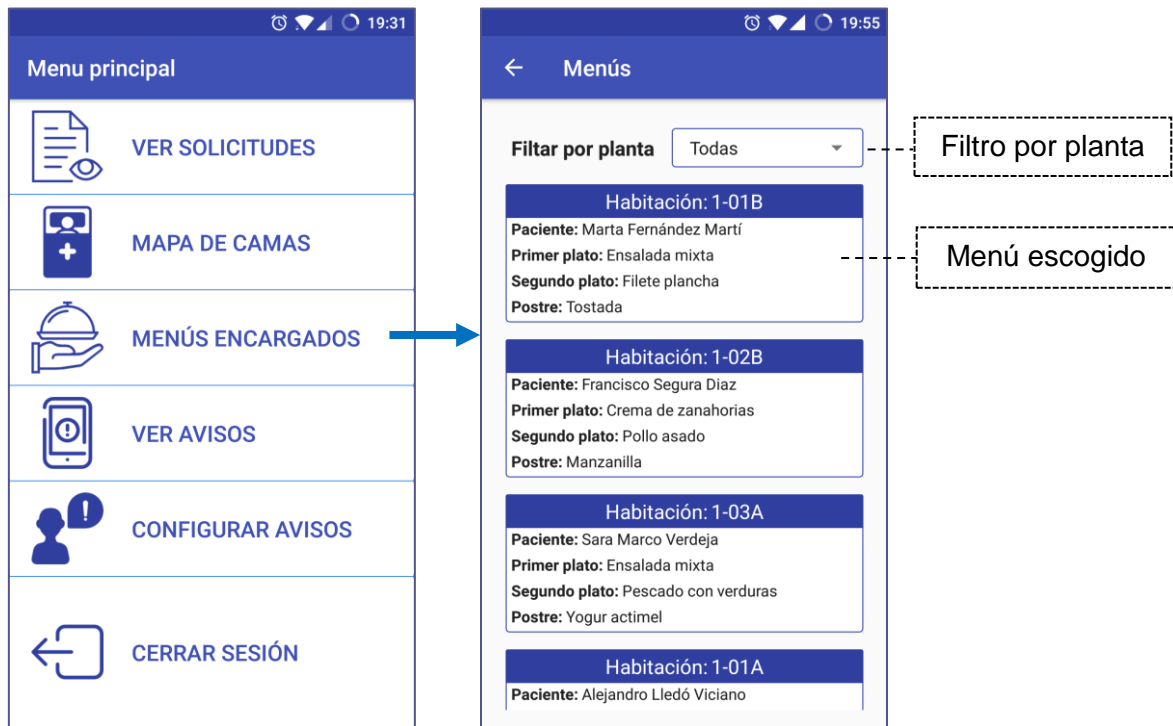 19:31
Menu principal
VER SOLICITUDES
MAPA DE CAMAS
MENÚS ENCARGADOS
VER AVISOS
CONFIGURAR AVISOS
CERRAR SESIÓN
19:55
Menús
Filtar por planta
Todas
Habitación: 1-01B
Paciente: Marta Fernández Martí
Primer plato: Ensalada mixta
Segundo plato: Filete plancha
Postre: Tostada
Habitación: 1-02B
Paciente: Francisco Segura Diaz
Primer plato: Crema de zanahorias
Segundo plato: Pollo asado
Postre: Manzanilla
Habitación: 1-03A
Paciente: Sara Marco Verdeja
Primer plato: Ensalada mixta
Segundo plato: Pescado con verduras
Postre: Yogur actimel
Habitación: 1-01A
Paciente: Alejandro Lledó Viciano
Filtro por planta
Menú escogido